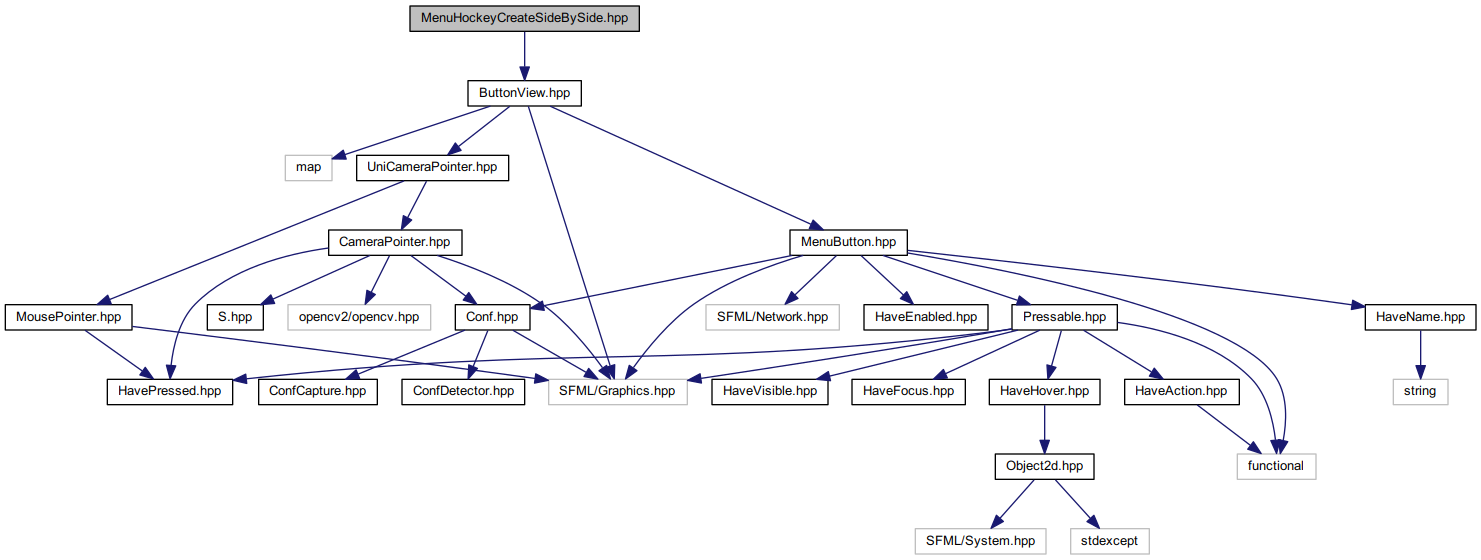 MenuHockeyCreateSideBySide.hpp
ButtonView.hpp
map
UniCameraPointer.hpp
CameraPointer.hpp
MenuButton.hpp
MousePointer.hpp
S.hpp
opencv2/opencv.hpp
Conf.hpp
SFML/Network.hpp
HaveEnabled.hpp
Pressable.hpp
HaveName.hpp
HavePressed.hpp
ConfCapture.hpp
ConfDetector.hpp
SFML/Graphics.hpp
HaveVisible.hpp
HaveFocus.hpp
HaveHover.hpp
HaveAction.hpp
string
Object2d.hpp
functional
SFML/System.hpp
stdexcept